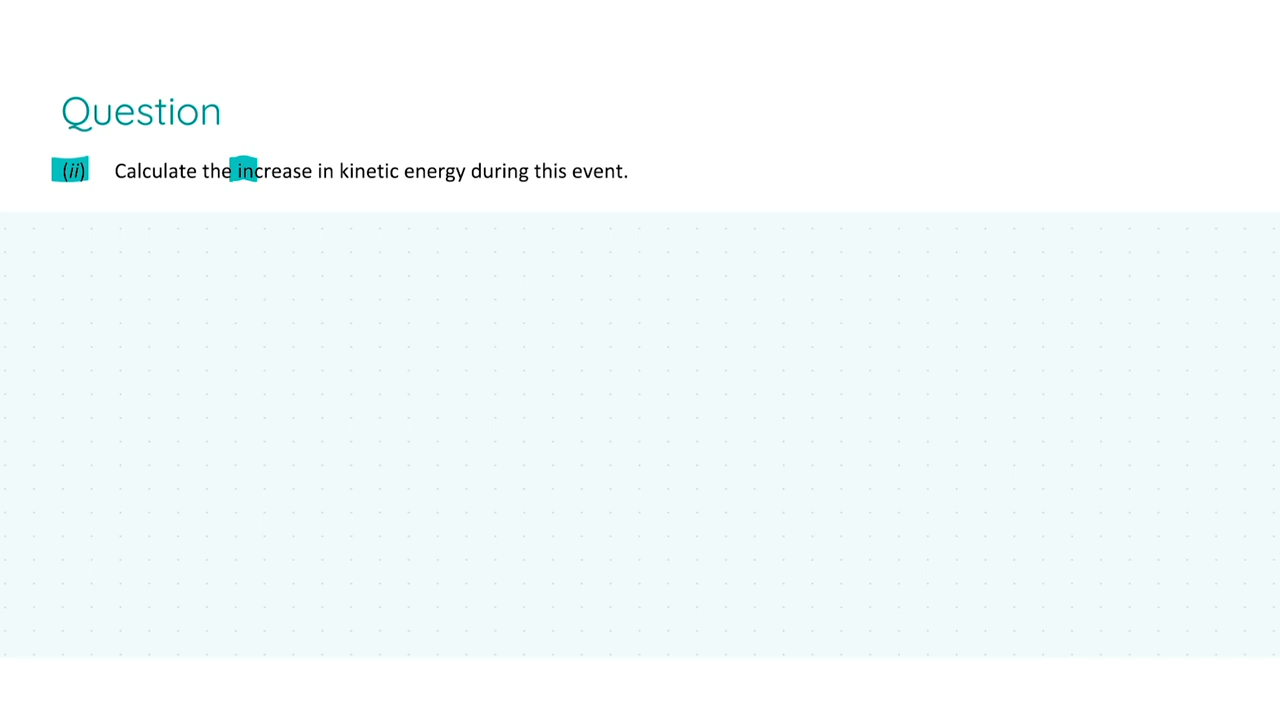 Question
(ii) Calculate the increase in kinetic energy during this event.